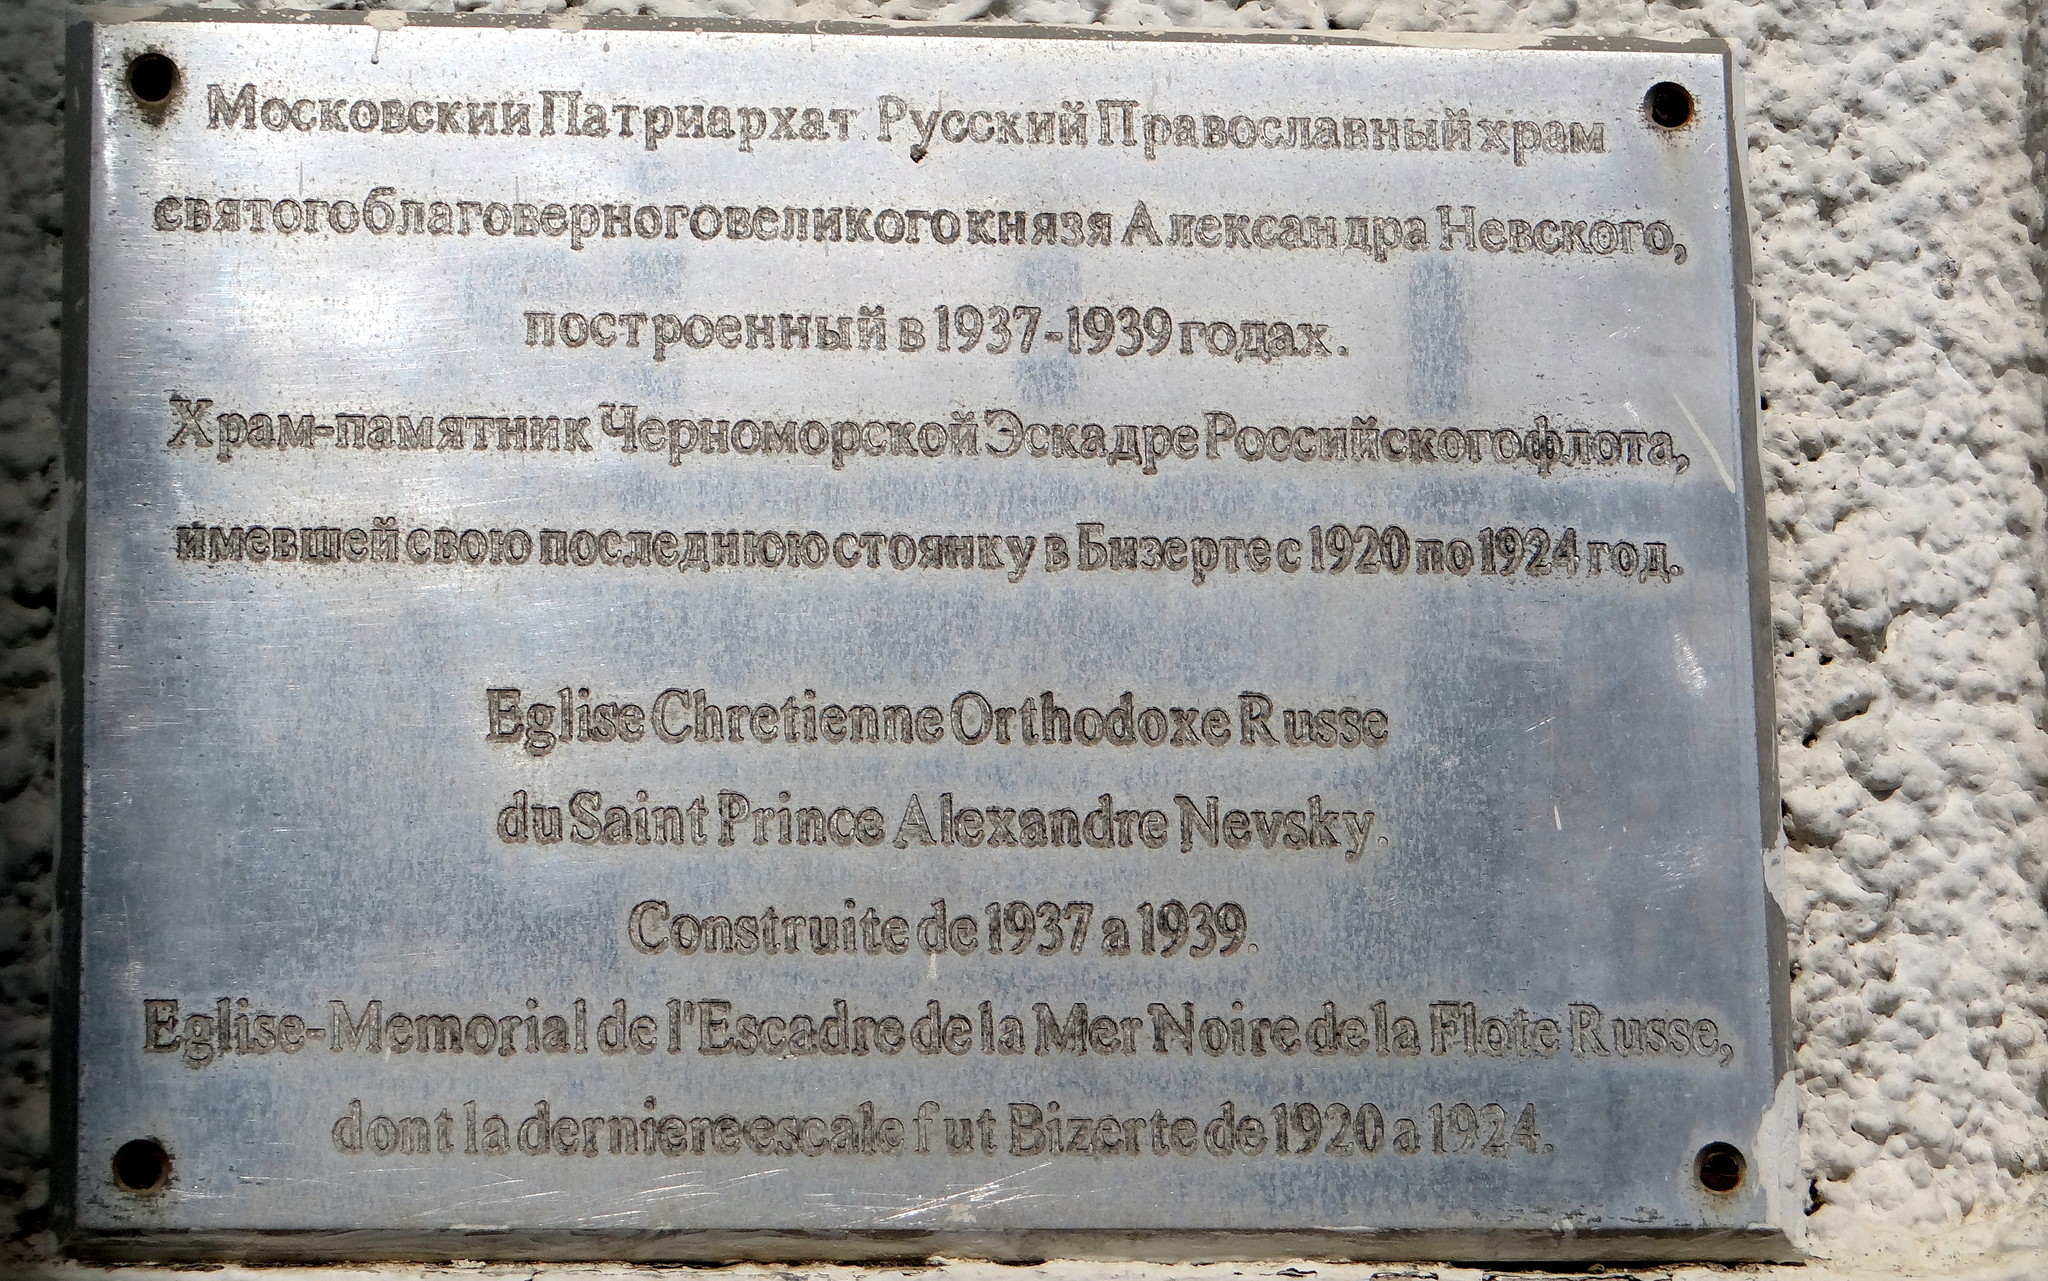 Московский Патриархат. Русский Православный храм
святого благоверного великого князя Александра Невского,
построенный в 1937-1939 годах.
Храм-памятник Черноморской Эскадре Российского флота,
имевшей свою последнюю стоянку в Бизерте с 1920 по 1924 год.
Eglise Chretienne Orthodoxe Russe
du Saint Prince Alexandre Nevsky.
Construite de 1937 a 1939.
Eglise-Memorial de l'Escadre de la Mer Noire de la Flote Russe,
dont la derniere escale fut Bizerte de 1920 a 1924.